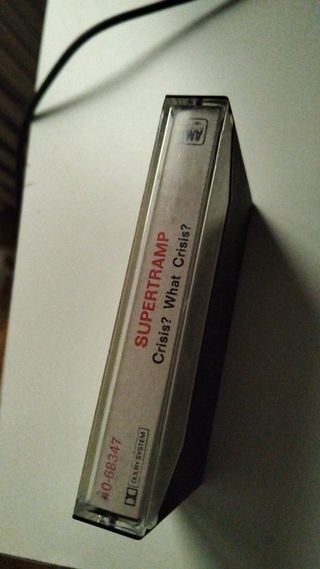 40-68347
SUPERTRAMP
Crisis? What Crisis?
DOLBY SYSTEM
AM